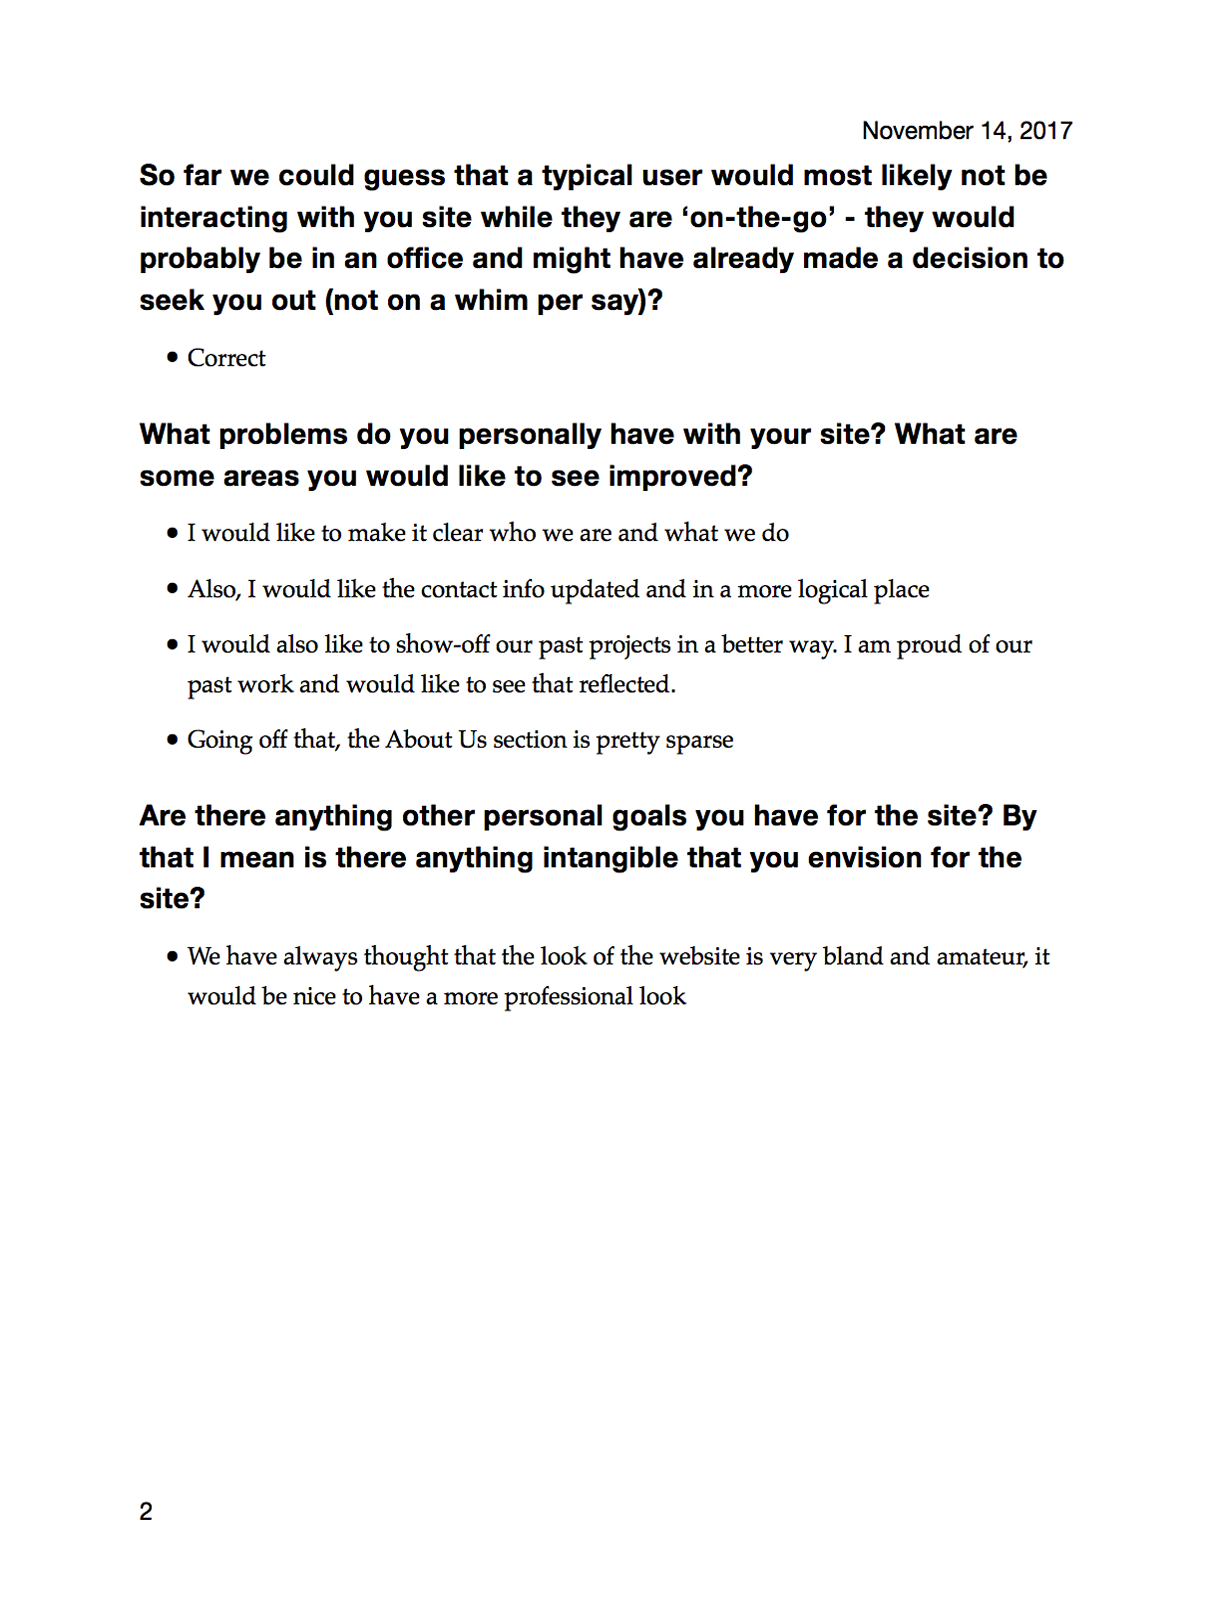 November 14, 2017
So far we could guess that a typical user would most likely not be
interacting with you site while they are ‘on-the-go’ - they would
probably be in an office and might have already made a decision to
seek you out (not on a whim per say)?
• Correct
What problems do you personally have with your site? What are
some areas you would like to see improved?
• I would like to make it clear who we are and what we do
• Also, I would like the contact info updated and in a more logical place
• I would also like to show-off our past projects in a better way. I am proud of our
past work and would like to see that reflected.
• Going off that, the About Us section is pretty sparse
Are there anything other personal goals you have for the site? By
that I mean is there anything intangible that you envision for the
site?
• We have always thought that the look of the website is very bland and amateur, it
would be nice to have a more professional look
2